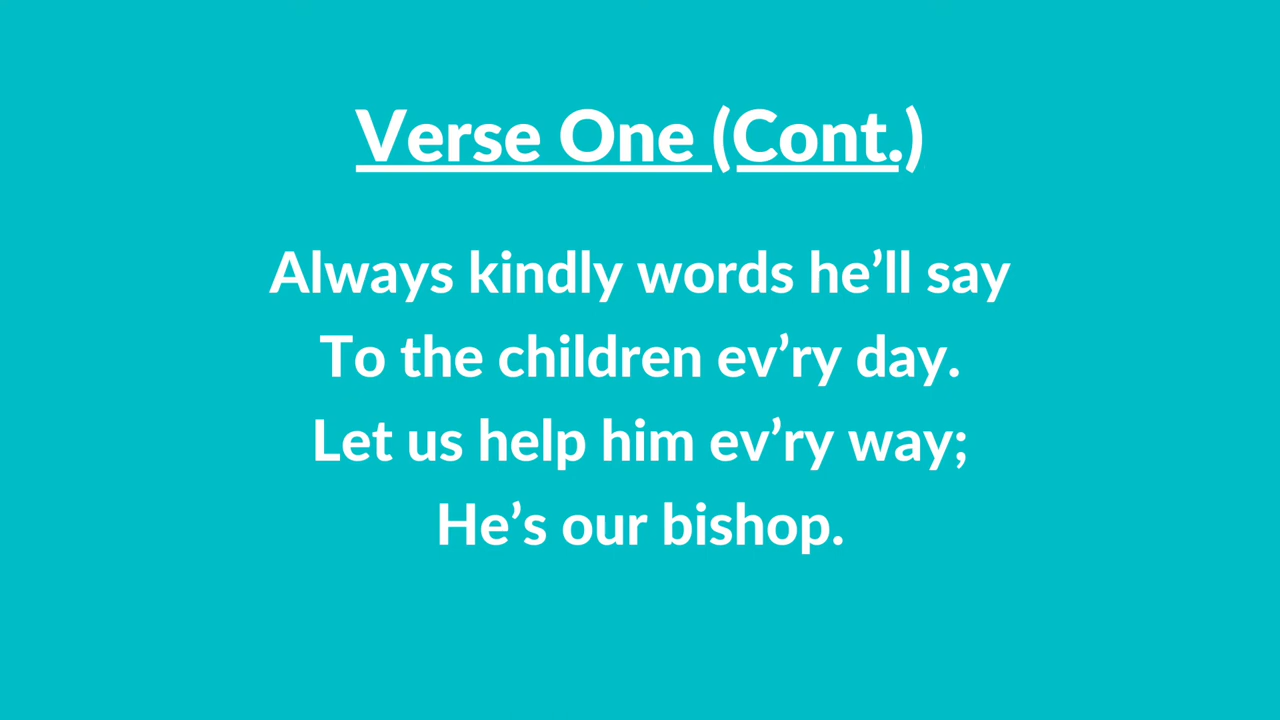 Verse One (Cont.)
Always kindly words he’ll say
To the children ev’ry day.
Let us help him ev’ry way;
He’s our bishop.